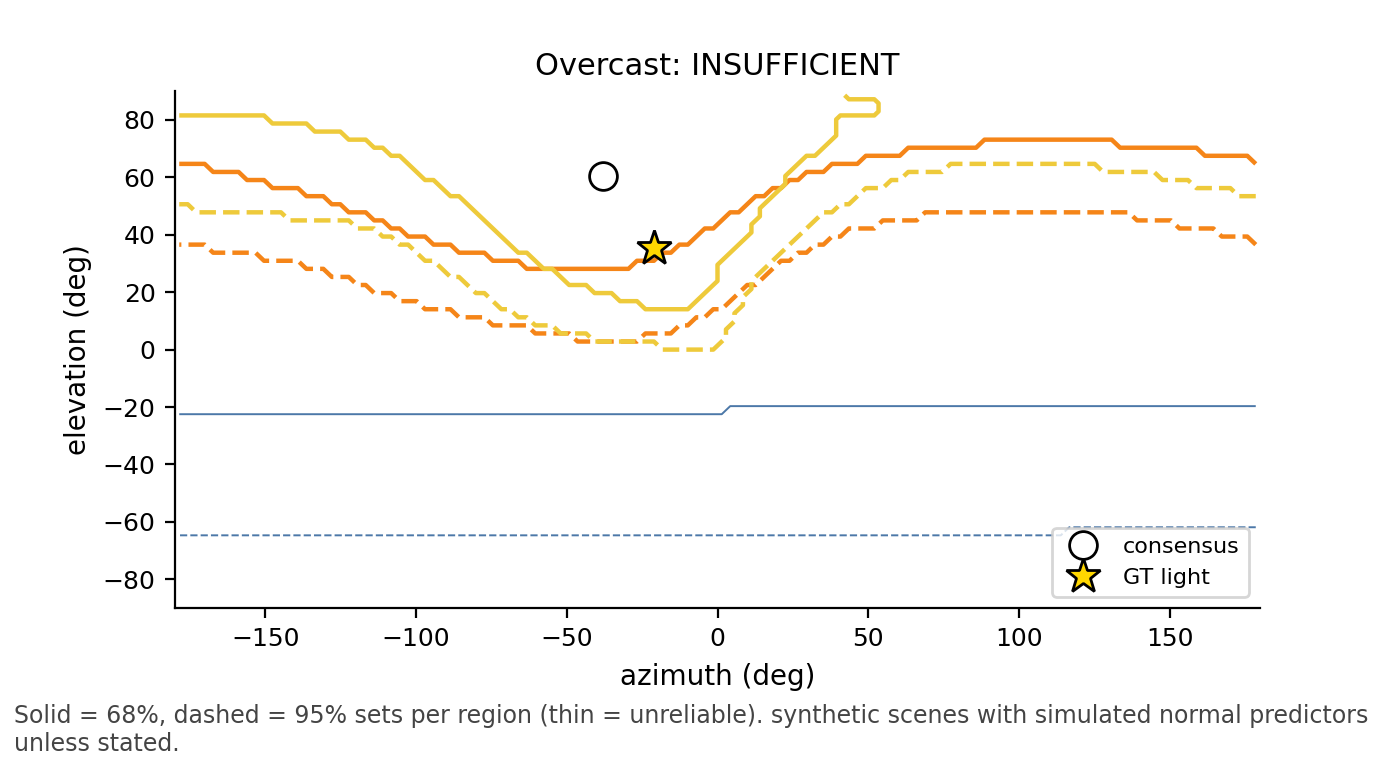 Overcast: INSUFFICIENT
80
60
40
20
0
−20
−40
−60
−80
elevation (deg)
consensus
GT light
−150
−100
−50
0
50
100
150
azimuth (deg)
Solid = 68%, dashed = 95% sets per region (thin = unreliable). synthetic scenes with simulated normal predictors
unless stated.